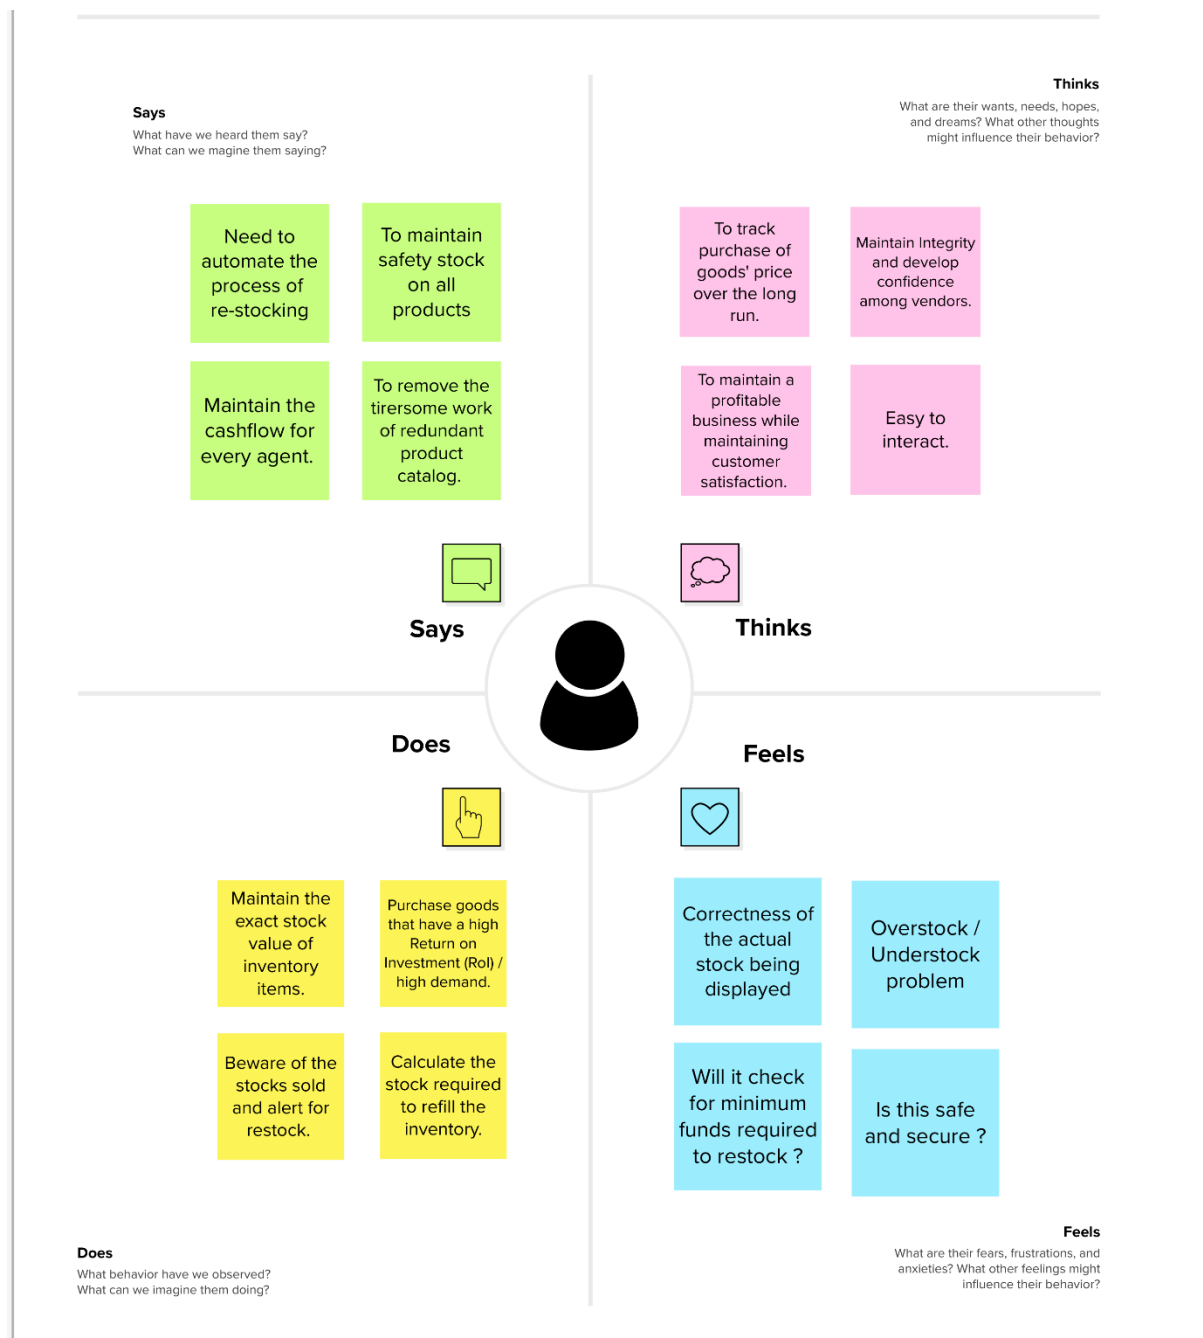 Says
What have we heard them say?
What can we magine them saying?
Thinks
What are their wants, needs, hopes,
and dreams? What other thoughts
might influence their behavior?
Need to
automate the
process of
re-stocking
To maintain
safety stock
on all
products
To track
purchase of
goods' price
over the long
run.
Maintain Integrity
and develop
confidence
among vendors.
Maintain the
cashflow for
every agent.
To remove the
tirersome work
of redundant
product
catalog.
To maintain a
profitable
business while
maintaining
customer
satisfaction.
Easy to
interact.
Says
Thinks
Does
Feels
Maintain the
exact stock
value of
inventory
items.
Purchase goods
that have a high
Return on
Investment (RoI) /
high demand.
Correctness of
the actual
stock being
displayed
Overstock /
Understock
problem
Beware of the
stocks sold
and alert for
restock.
Calculate the
stock required
to refill the
inventory.
Will it check
for minimum
funds required
to restock ?
Is this safe
and secure ?
Does
What behavior have we observed?
What can we imagine them doing?
Feels
What are their fears, frustrations, and
anxieties? What other feelings might
influence their behavior?